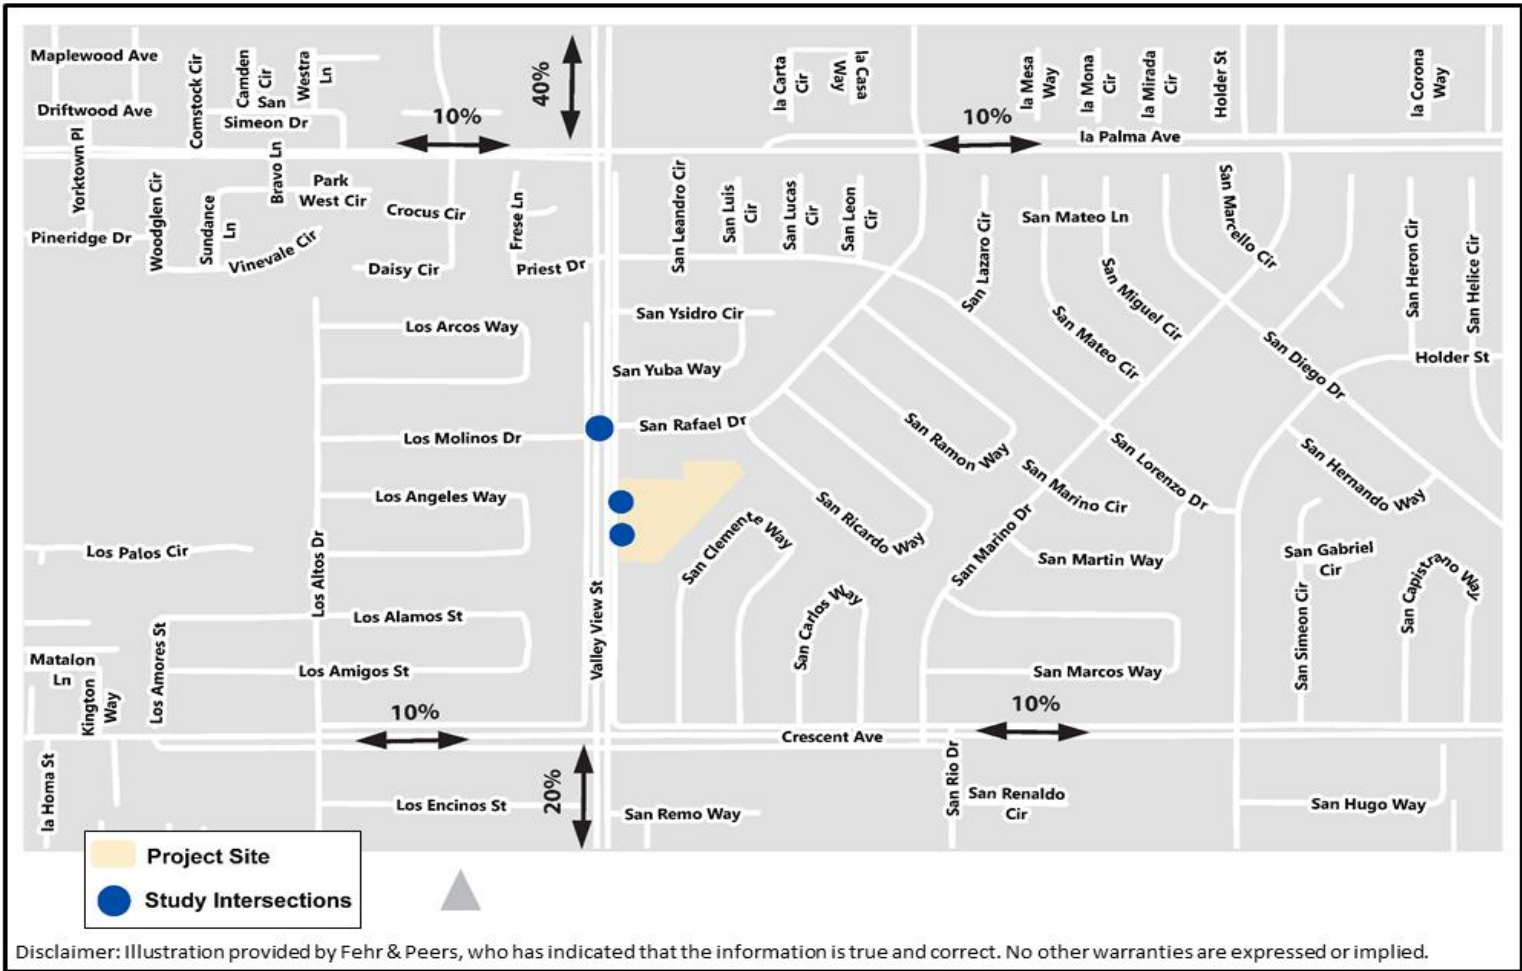 Maplewood Ave
Driftwood Ave
Yorktown Pl
Comstock Cir
Camden
Cir
San
Simeon Dr
Westra
Ln
10%
40%
la Carta
Cir
la Casa
Way
10%
la Mesa
Way
la Mona
Cir
la Mirada
Cir
Holder St
la Corona
Way
la Palma Ave
Pineridge Dr
Woodglen Cir
Sundance
Ln
Bravo Ln
Park
West Cir
Vinevale Cir
Crocus Cir
Daisy Cir
Frese Ln
Priest Dr
San Leandro Cir
San Luis
Cir
San Lucas
Cir
San Leon
Cir
San Lazaro Cir
San Mateo Ln
San Miguel Cir
San Mateo Cir
San Marcello Cir
San Diego Dr
San Heron Cir
San Helice Cir
Holder St
Los Arcos Way
San Ysidro Cir
San Yuba Way
Los Molinos Dr
San Rafael Dr
San Ramon Way
San Marino Cir
San Lorenzo Dr
San Hernando Way
Los Angeles Way
San Ricardo Way
San Clemente Way
San Marino Dr
San Martin Way
San Gabriel
Cir
San Capistrano Way
Los Palos Cir
Los Altos Dr
Valley View St
San Carlos Way
San Simeon Cir
Los Alamos St
Los Amores St
Los Amigos St
San Marcos Way
Matalon
Ln
Kington
Way
10%
10%
Crescent Ave
la Homa St
Los Encinos St
20%
San Remo Way
San Rio Dr
San Renaldo
Cir
San Hugo Way
Project Site
Study Intersections
Disclaimer: Illustration provided by Fehr & Peers, who has indicated that the information is true and correct. No other warranties are expressed or implied.